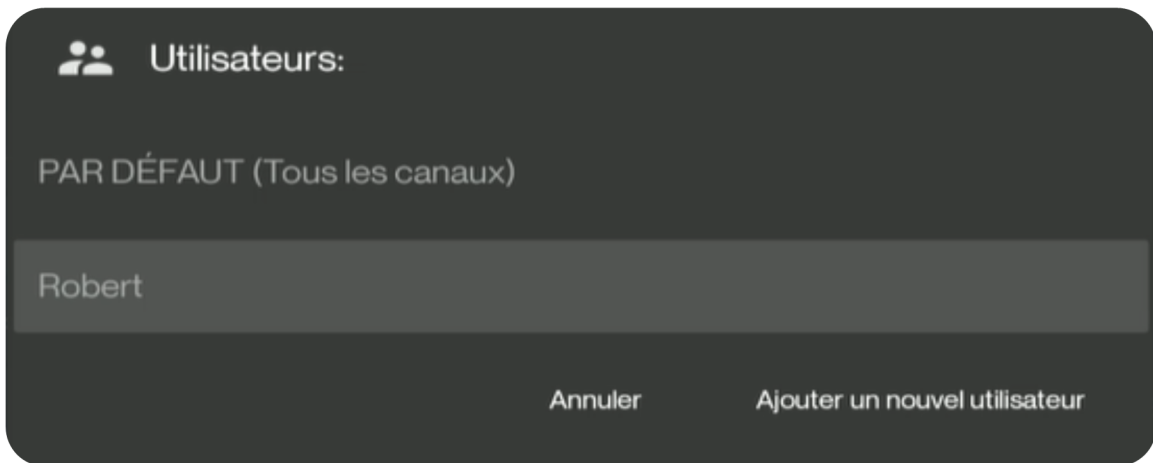 Utilisateurs:
PAR DÉFAUT (Tous les canaux)
Robert
Annuler Ajouter un nouvel utilisateur